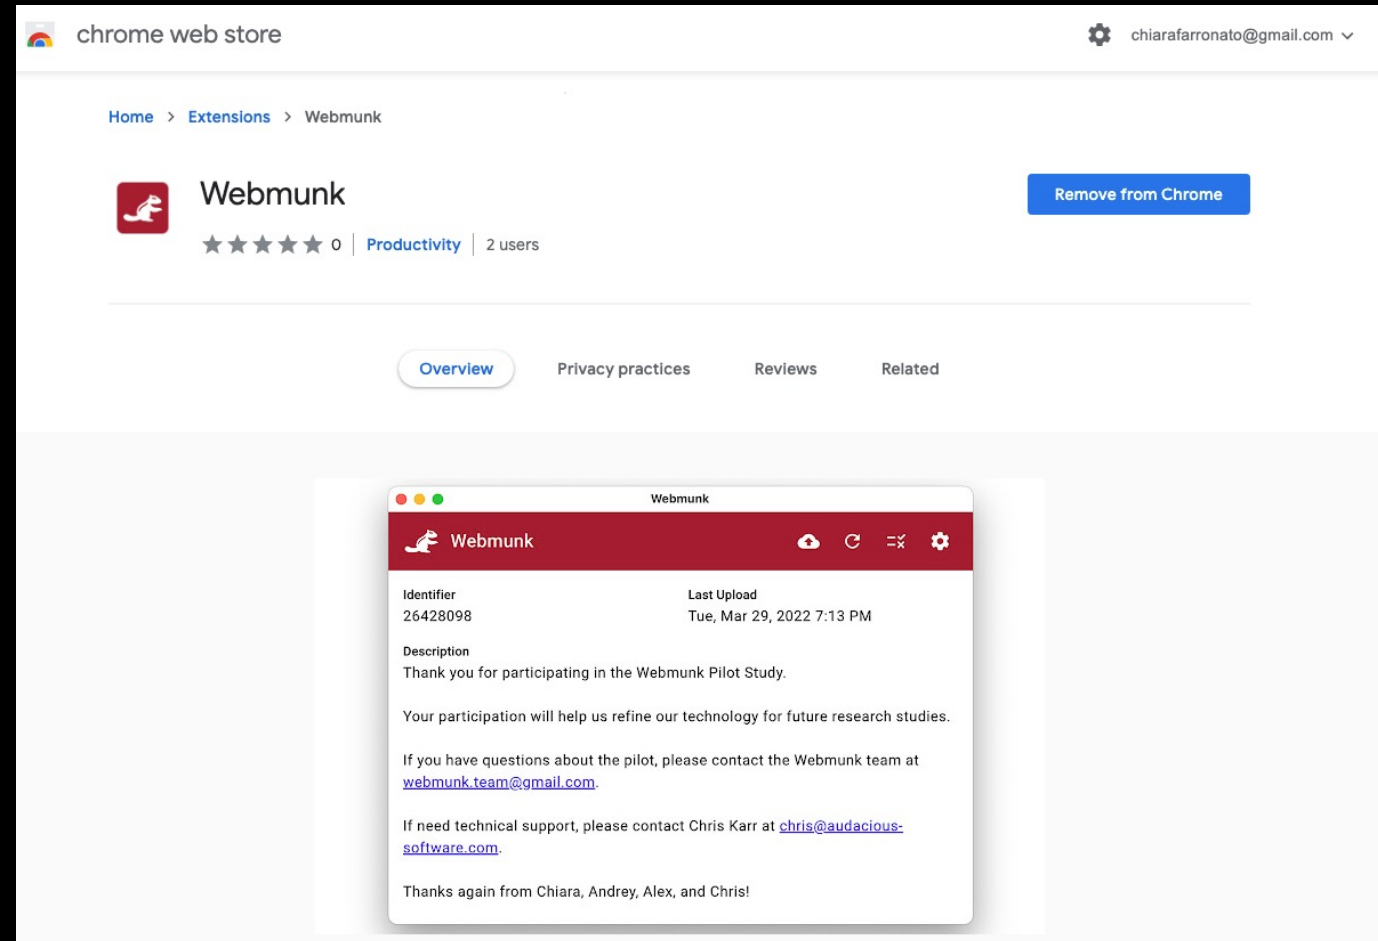 chrome web store
chiarafarronato@gmail.com
Home > Extensions > Webmunk
Webmunk
Remove from Chrome
0 | Productivity | 2 users
Overview
Privacy practices
Reviews
Related
Webmunk
Webmunk
Identifier
Last Upload
26428098
Tue, Mar 29, 2022 7:13 PM
Description
Thank you for participating in the Webmunk Pilot Study.
Your participation will help us refine our technology for future research studies.
If you have questions about the pilot, please contact the Webmunk team at
webmunk.team@gmail.com.
If need technical support, please contact Chris Karr at chris@audacious-
software.com.
Thanks again from Chiara, Andrey, Alex, and Chris!